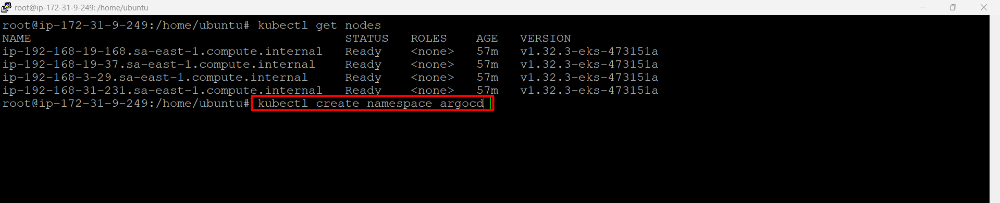 root@ip-172-31-9-249: /home/ubuntu
root@ip-172-31-9-249:/home/ubuntu# kubectl get nodes
NAME STATUS ROLES AGE VERSION
ip-192-168-19-168.sa-east-1.compute.internal Ready <none> 57m v1.32.3-eks-473151a
ip-192-168-19-37.sa-east-1.compute.internal Ready <none> 57m v1.32.3-eks-473151a
ip-192-168-3-29.sa-east-1.compute.internal Ready <none> 57m v1.32.3-eks-473151a
ip-192-168-31-231.sa-east-1.compute.internal Ready <none> 57m v1.32.3-eks-473151a
root@ip-172-31-9-249:/home/ubuntu# kubectl create namespace argocd